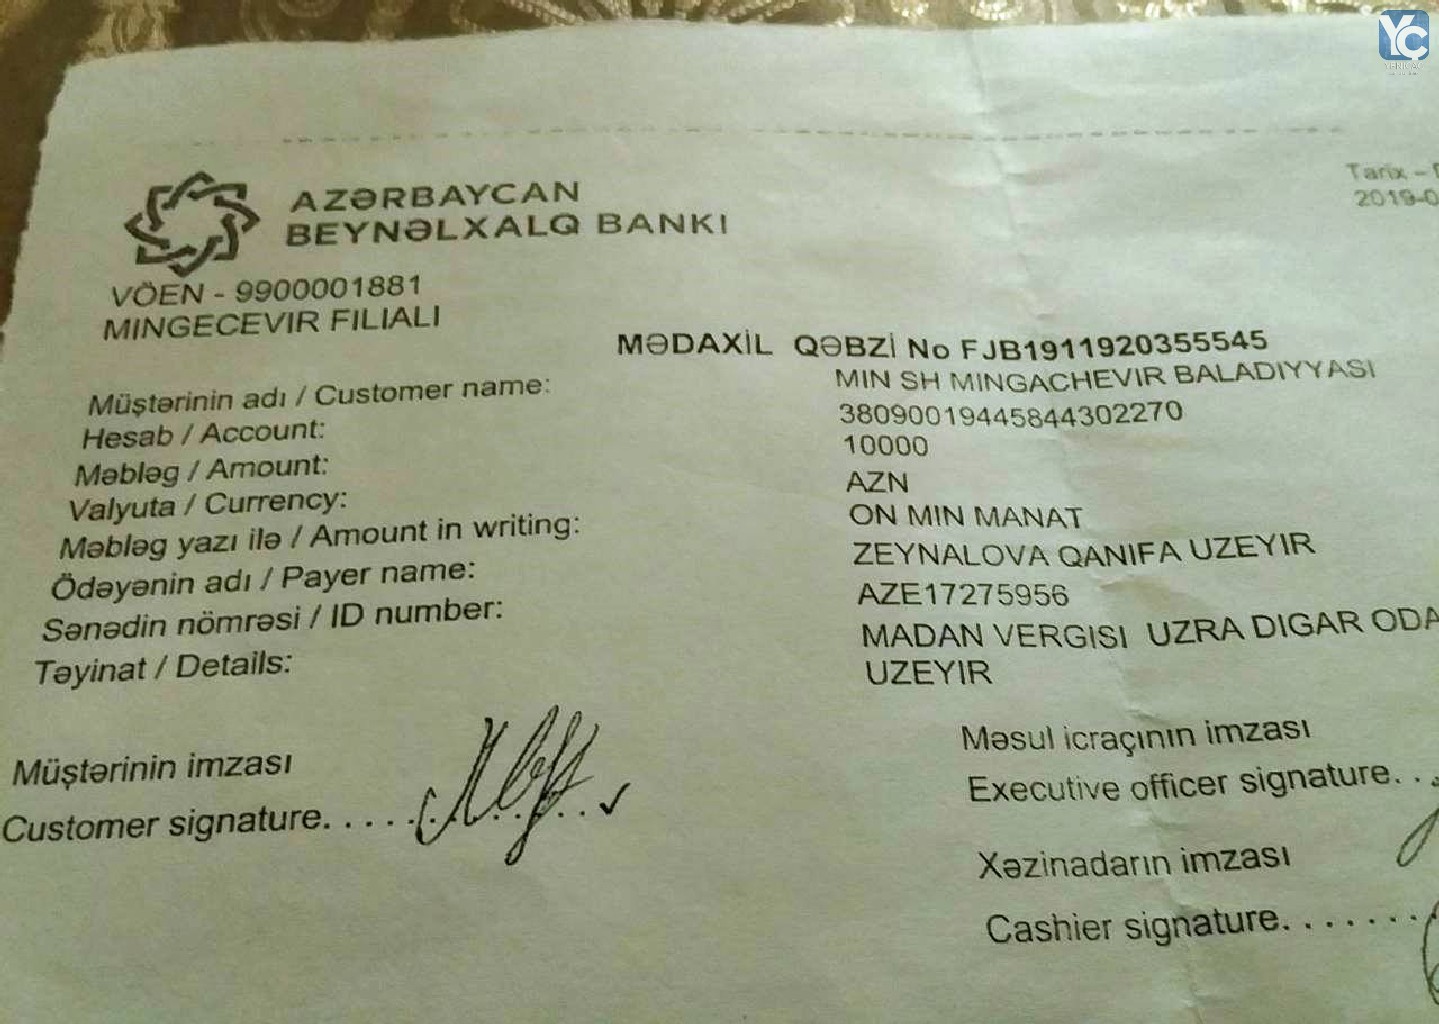 YÇ
Tarix -
2019-0
AZƏRBAYCAN
BEYNƏLXALQ BANKI
VÖEN - 9900001881
MINGECEVIR FILIALI
MƏDAXİL QƏBZİ No FJB1911920355545
Müştərinin adı / Customer name: MIN SH MINGACHEVIR BALADIYYASI
Hesab / Account: 38090019445844302270
Məbləg / Amount: 10000
Valyuta / Currency: AZN
Məbləg yazı ilə / Amount in writing: ON MIN MANAT
Ödəyənin adı / Payer name: ZEYNALOVA QANIFA UZEYIR
Sənədin nömrəsi / ID number: AZE17275956
Təyinat / Details: MADAN VERGISI UZRA DIGAR ODA
UZEYIR
Müştərinin imzası
Customer signature.....
Məsul icraçının imzası
Executive officer signature...
Xəzinadarın imzası
Cashier signature.......